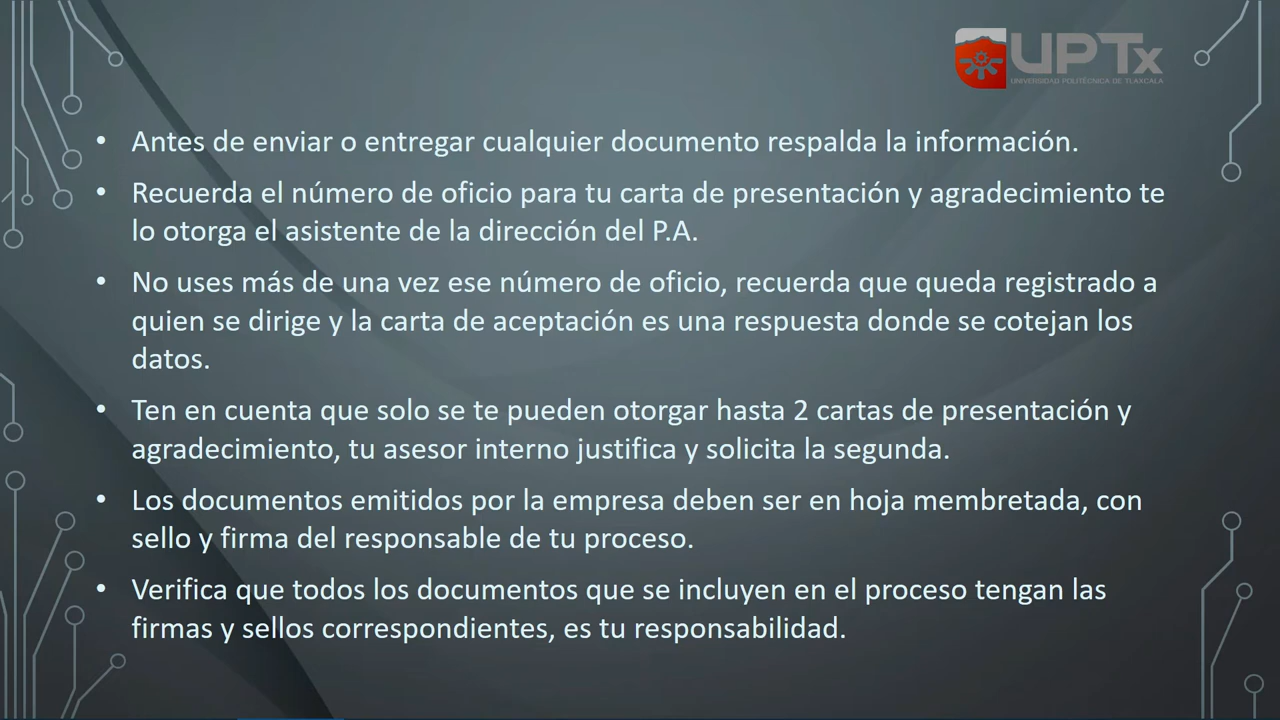 UPTx
UNIVERSIDAD POLITÉCNICA DE TLAXCALA
• Antes de enviar o entregar cualquier documento respalda la información.
• Recuerda el número de oficio para tu carta de presentación y agradecimiento te
lo otorga el asistente de la dirección del P.A.
• No uses más de una vez ese número de oficio, recuerda que queda registrado a
quien se dirige y la carta de aceptación es una respuesta donde se cotejan los
datos.
• Ten en cuenta que solo se te pueden otorgar hasta 2 cartas de presentación y
agradecimiento, tu asesor interno justifica y solicita la segunda.
• Los documentos emitidos por la empresa deben ser en hoja membretada, con
sello y firma del responsable de tu proceso.
• Verifica que todos los documentos que se incluyen en el proceso tengan las
firmas y sellos correspondientes, es tu responsabilidad.